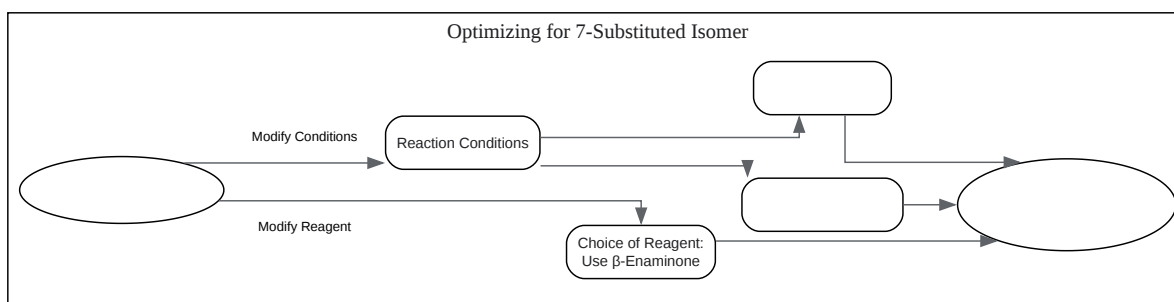 Optimizing for 7-Substituted Isomer
Modify Conditions
Reaction Conditions
Modify Reagent
Choice of Reagent:
Use β-Enaminone